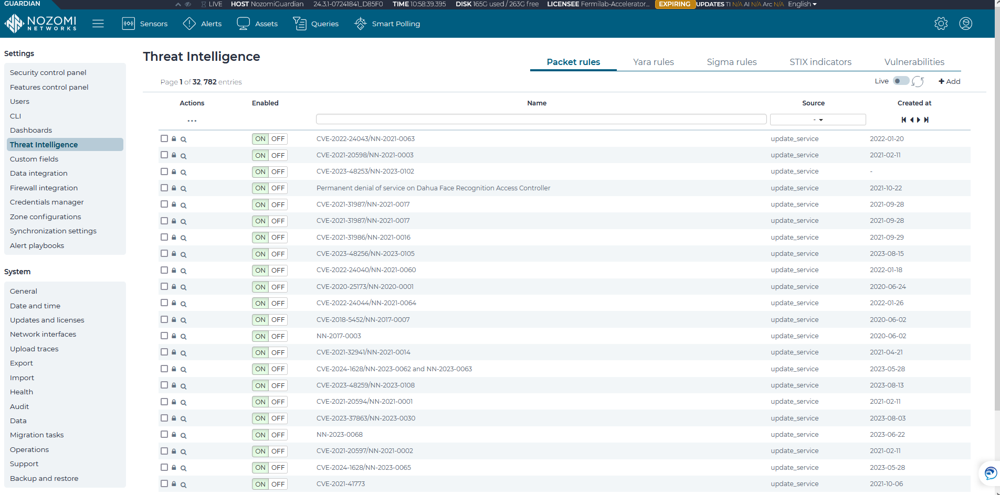 GUARDIAN
LIVE HOST NozomiGuardian 24.3.1-07241841_D85F0 TIME 10:58:39.395 DISK 165G used / 263G free LICENSEE Fermilab-Accelerator... EXPIRING UPDATES TI N/A AI N/A Arc N/A English
NOZOMI
NETWORKS
Sensors Alerts Assets Queries Smart Polling
Settings
Security control panel
Features control panel
Users
CLI
Dashboards
Threat Intelligence
Custom fields
Data integration
Firewall integration
Credentials manager
Zone configurations
Synchronization settings
Alert playbooks
System
General
Date and time
Updates and licenses
Network interfaces
Upload traces
Export
Import
Health
Audit
Data
Migration tasks
Operations
Support
Backup and restore
Threat Intelligence
Packet rules Yara rules Sigma rules STIX indicators Vulnerabilities
Page 1 of 32, 782 entries
Live + Add
Actions Enabled Name Source Created at
... -
ON OFF CVE-2022-24043/NN-2021-0063 update_service 2022-01-20
ON OFF CVE-2021-20598/NN-2021-0003 update_service 2021-02-11
ON OFF CVE-2023-48253/NN-2023-0102 update_service -
ON OFF Permanent denial of service on Dahua Face Recognition Access Controller update_service 2021-10-22
ON OFF CVE-2021-31987/NN-2021-0017 update_service 2021-09-28
ON OFF CVE-2021-31987/NN-2021-0017 update_service 2021-09-28
ON OFF CVE-2021-31986/NN-2021-0016 update_service 2021-09-29
ON OFF CVE-2023-48256/NN-2023-0105 update_service 2023-08-15
ON OFF CVE-2022-24040/NN-2021-0060 update_service 2022-01-18
ON OFF CVE-2020-25173/NN-2020-0001 update_service 2020-06-24
ON OFF CVE-2022-24044/NN-2021-0064 update_service 2022-01-26
ON OFF CVE-2018-5452/NN-2017-0007 update_service 2020-06-02
ON OFF NN-2017-0003 update_service 2020-06-02
ON OFF CVE-2021-32941/NN-2021-0014 update_service 2021-04-21
ON OFF CVE-2024-1628/NN-2023-0062 and NN-2023-0063 update_service 2023-05-28
ON OFF CVE-2023-48259/NN-2023-0108 update_service 2023-08-13
ON OFF CVE-2021-20594/NN-2021-0001 update_service 2021-02-11
ON OFF CVE-2023-37863/NN-2023-0030 update_service 2023-08-03
ON OFF NN-2023-0068 update_service 2023-06-22
ON OFF CVE-2021-20597/NN-2021-0002 update_service 2021-02-11
ON OFF CVE-2024-1628/NN-2023-0065 update_service 2023-05-28
ON OFF CVE-2021-41773 update_service 2021-10-06